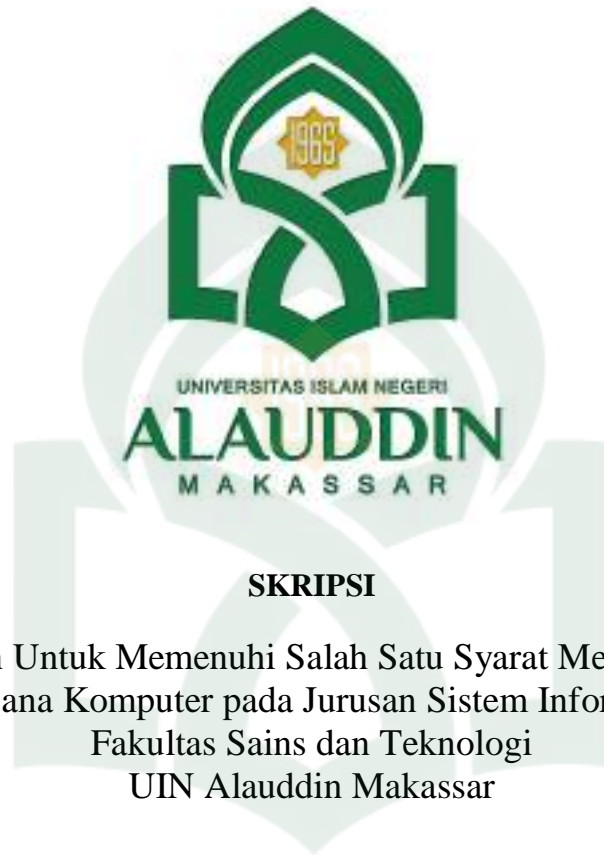 1965
UNIVERSITAS ISLAM NEGERI
ALAUDDIN
MAKASSAR
SKRIPSI
Untuk Memenuhi Salah Satu Syarat
Komputer pada Jurusan Sistem
Fakultas Sains dan Teknologi
UIN Alauddin Makassar